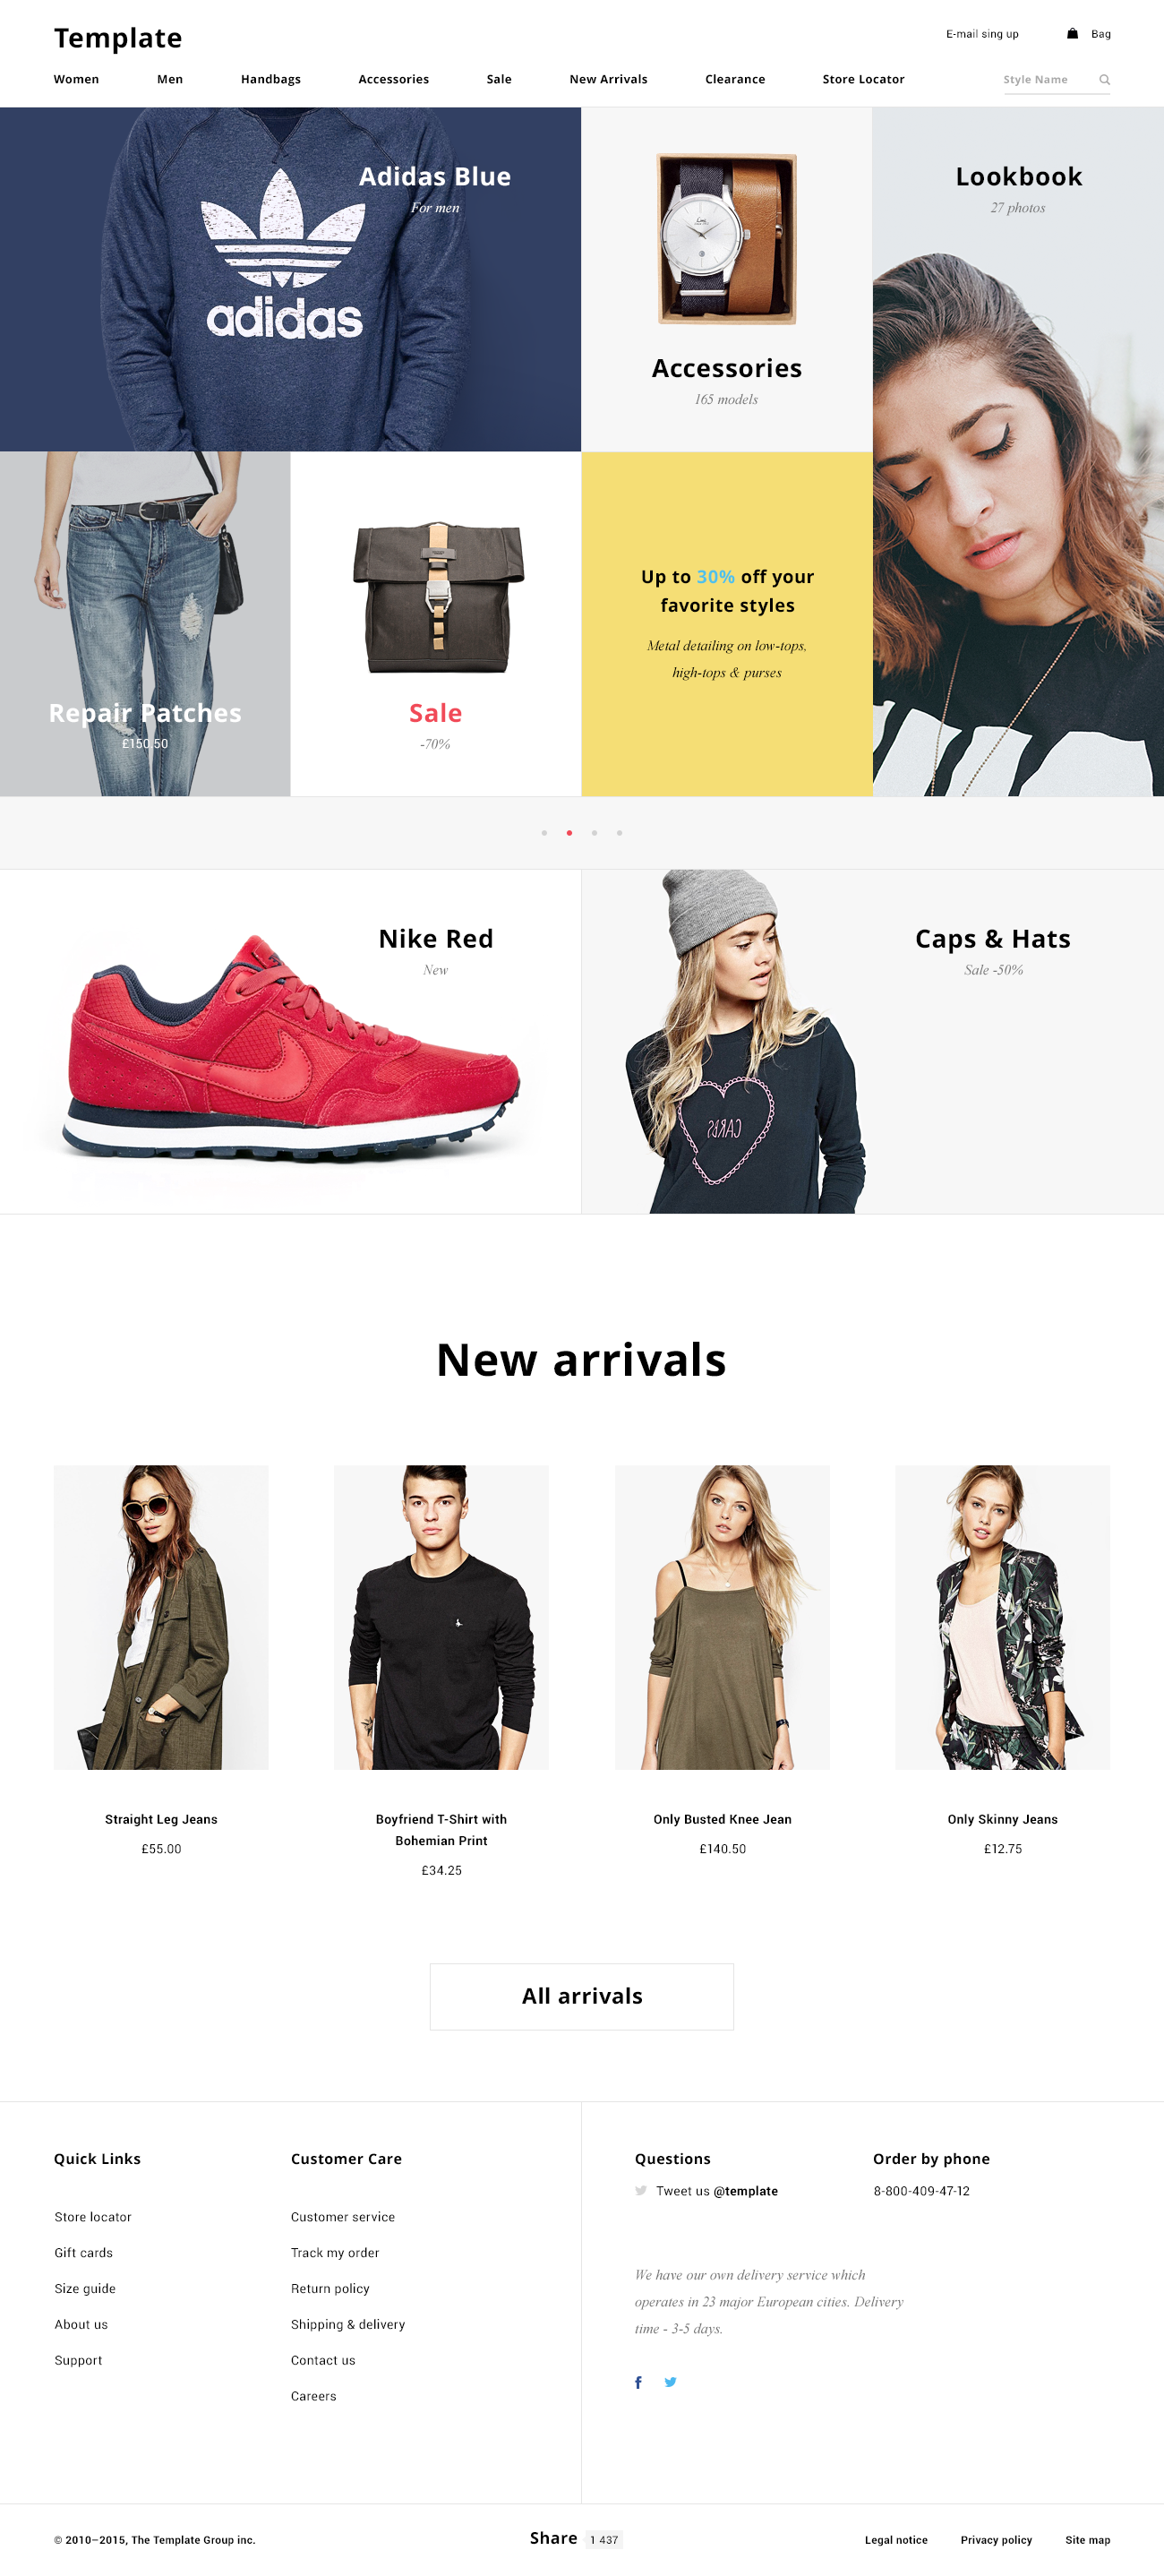 Template
E-mail sing up
Bag
Women
Men
Handbags
Accessories
Sale
New Arrivals
Clearance
Store Locator
Style Name
Adidas Blue
For men
adidas
Accessories
165 models
Lookbook
27 photos
Repair Patches
£150.50
Sale
-70%
Up to 30% off your
favorite styles
Metal detailing on low-tops,
high-tops & purses
Nike Red
New
Caps & Hats
Sale -50%
New arrivals
Straight Leg Jeans
£55.00
Boyfriend T-Shirt with
Bohemian Print
£34.25
Only Busted Knee Jean
£140.50
Only Skinny Jeans
£12.75
All arrivals
Quick Links
Store locator
Gift cards
Size guide
About us
Support
Customer Care
Customer service
Track my order
Return policy
Shipping & delivery
Contact us
Careers
Questions
Tweet us @template
Order by phone
8-800-409-47-12
We have our own delivery service which
operates in 23 major European cities. Delivery
time - 3-5 days.
© 2010–2015, The Template Group inc.
Share 1 437
Legal notice
Privacy policy
Site map